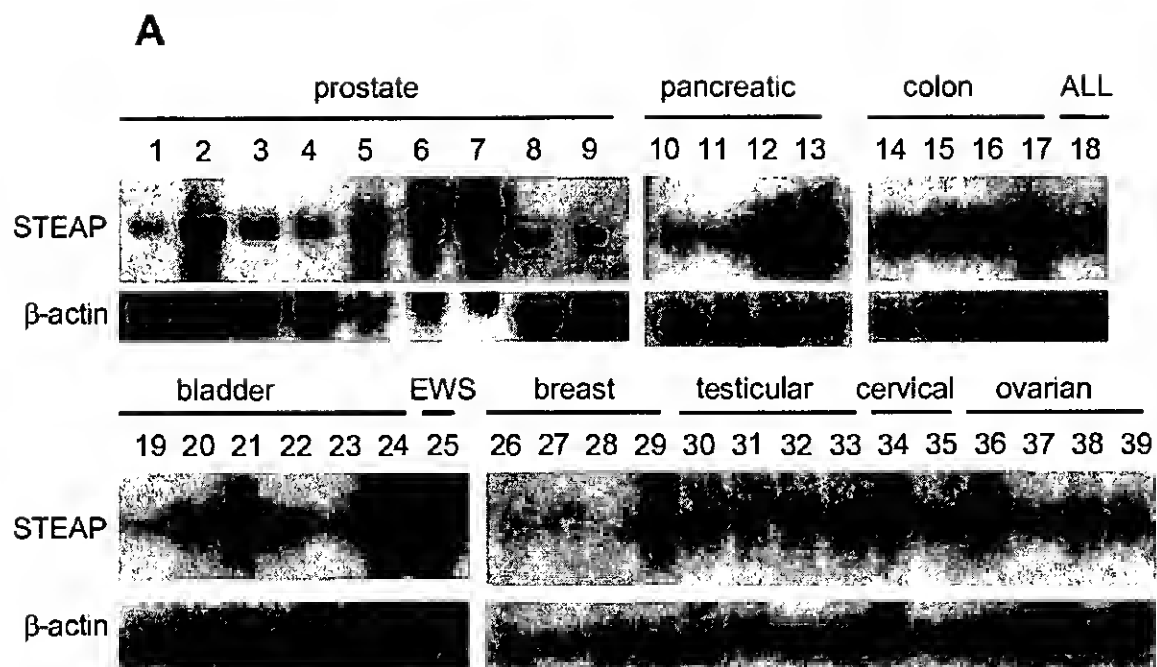 A
prostate pancreatic colon ALL
1 2 3 4 5 6 7 8 9 10 11 12 13 14 15 16 17 18
STEAP
β-actin
bladder EWS breast testicular cervical ovarian
19 20 21 22 23 24 25 26 27 28 29 30 31 32 33 34 35 36 37 38 39
STEAP
β-actin